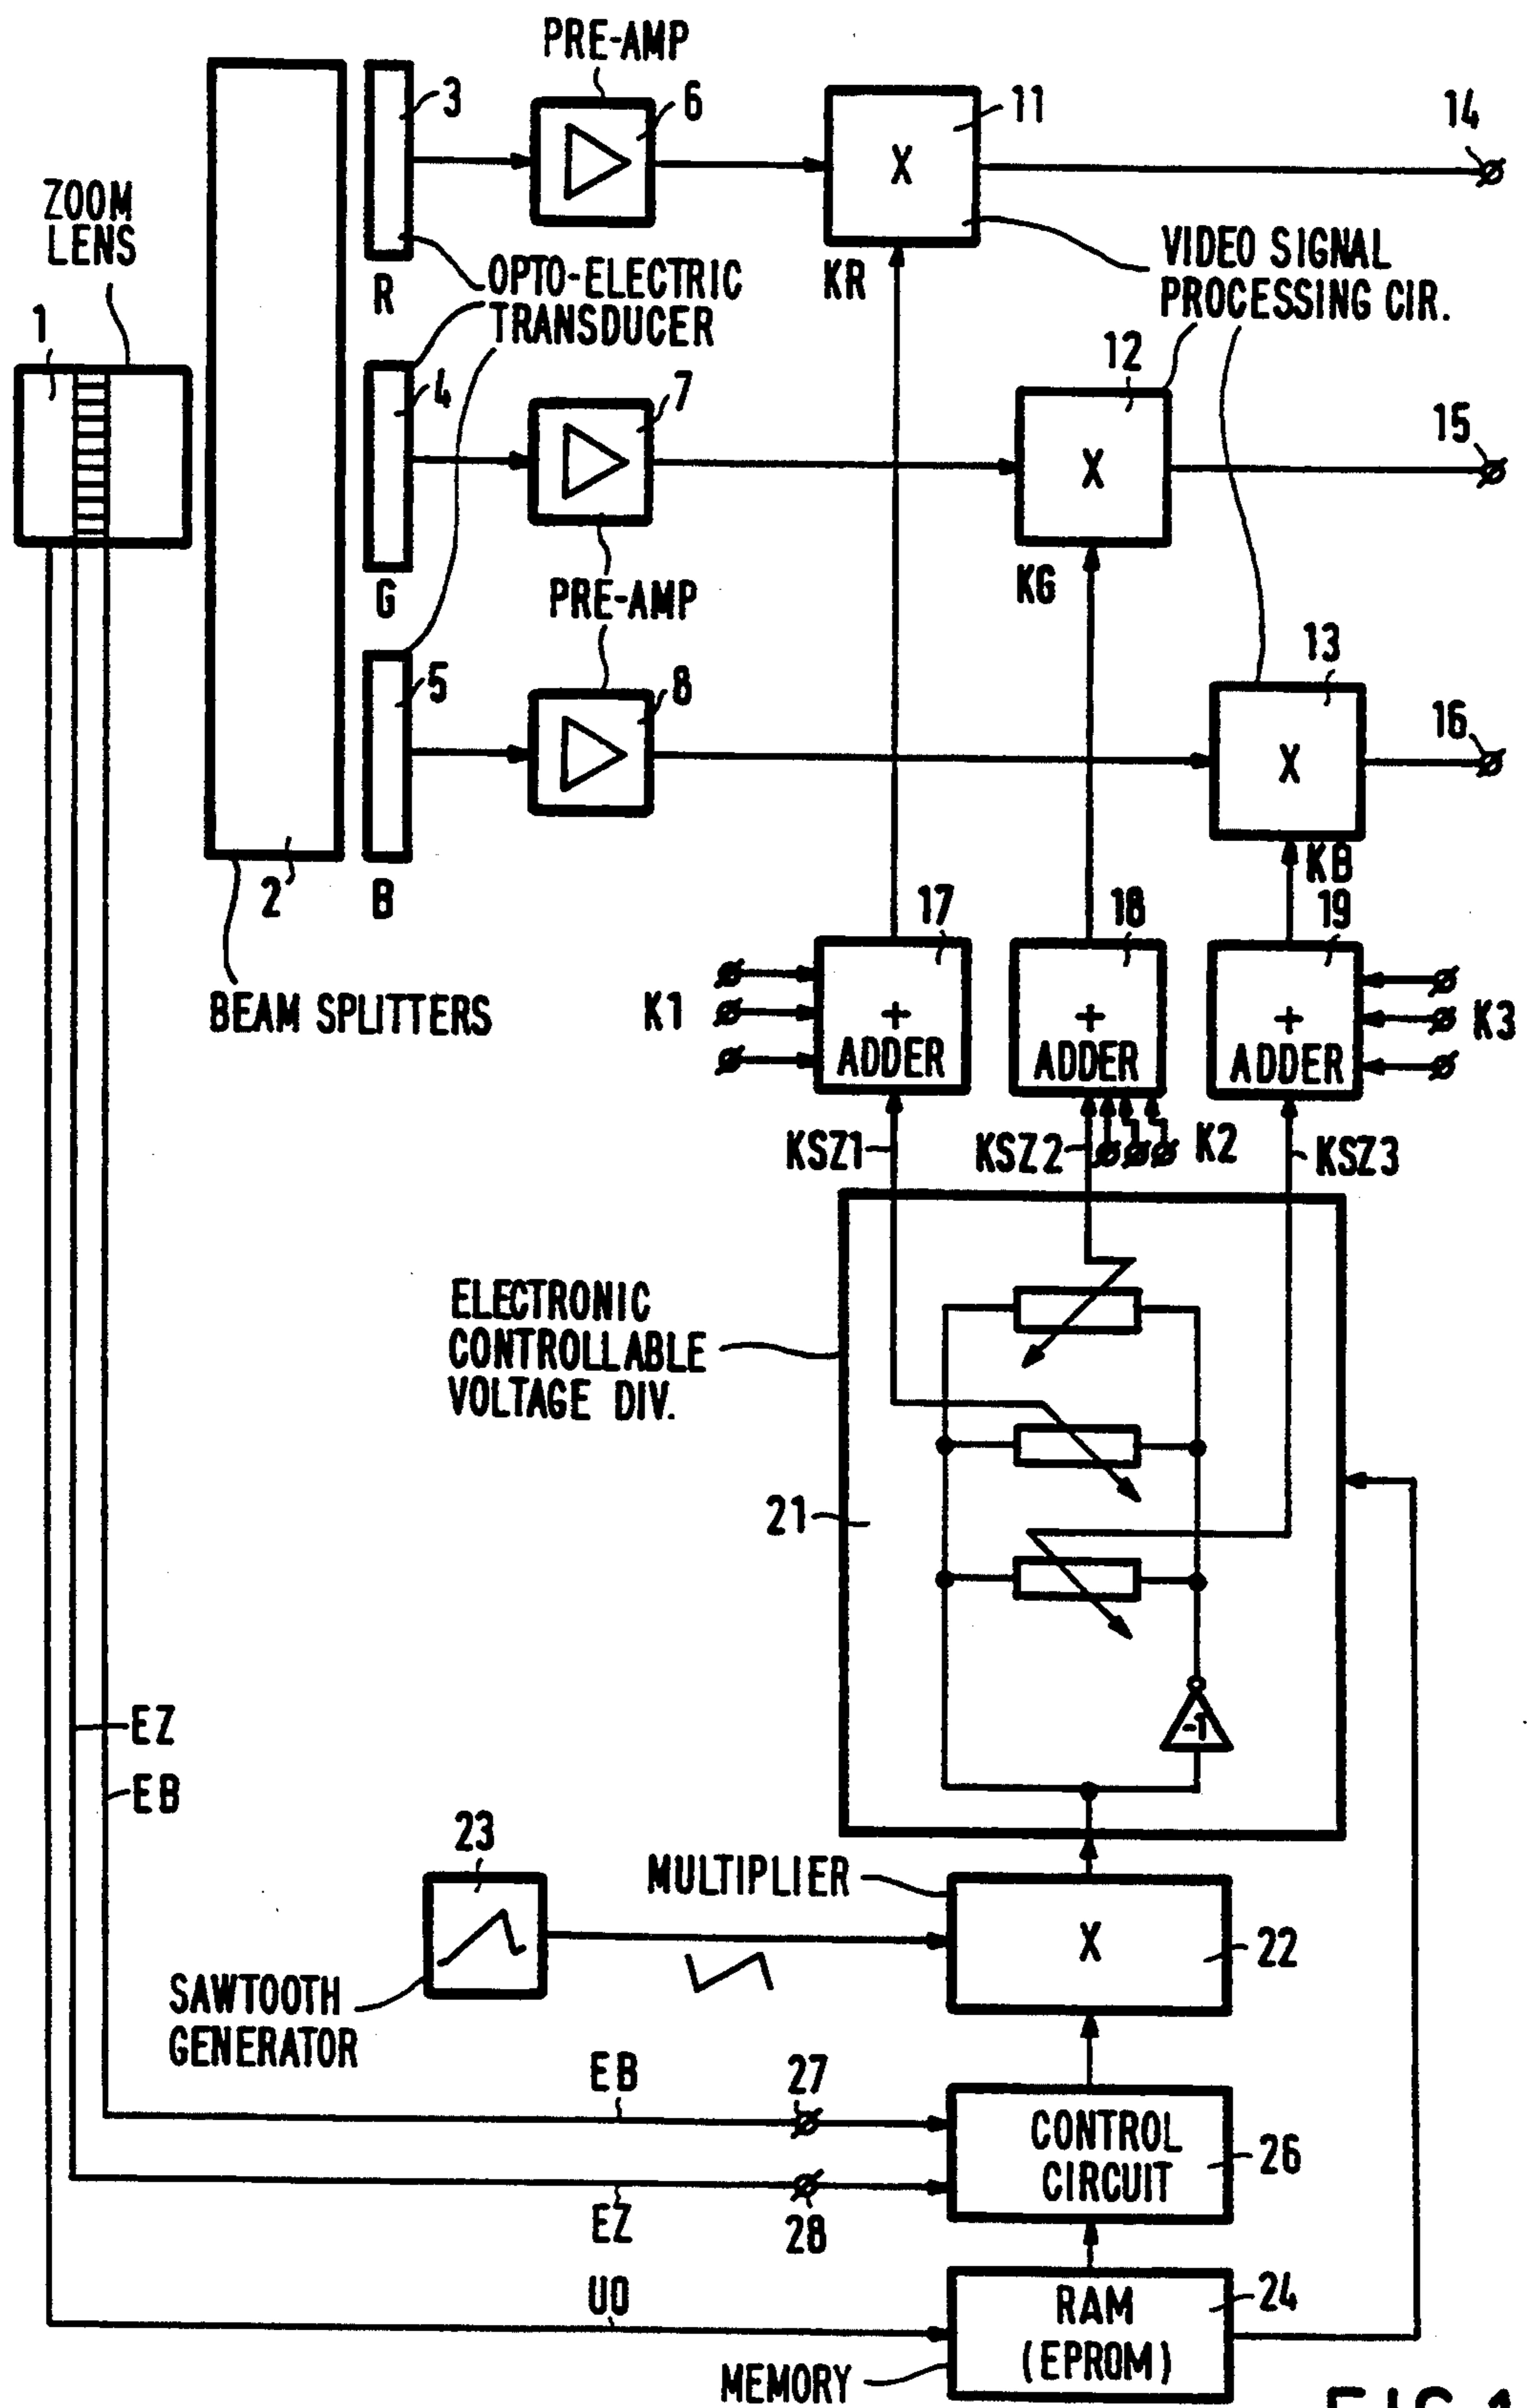 PRE-AMP
3
6
11
14
X
ZOOM
LENS
R
OPTO-ELECTRIC
TRANSDUCER
KR
VIDEO SIGNAL
PROCESSING CIR.
1
4
7
12
15
X
G
PRE-AMP
KG
5
8
13
16
X
2
B
KB
BEAM SPLITTERS
17
18
19
K1
+
ADDER
+
ADDER
+
ADDER
K3
KSZ1
KSZ2
K2
KSZ3
ELECTRONIC
CONTROLLABLE
VOLTAGE DIV.
21
-1
EZ
EB
23
MULTIPLIER
X
22
SAWTOOTH
GENERATOR
EB
27
CONTROL
CIRCUIT
26
EZ
28
UO
RAM
(EPROM)
24
MEMORY
FIG.1